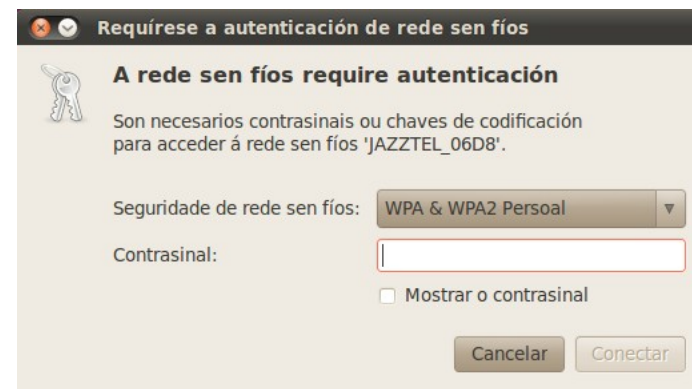 Requírese a autenticación de rede sen fíos
A rede sen fíos require autenticación
Son necesarios contrasinais ou chaves de codificación
para acceder á rede sen fíos 'JAZZTEL_06D8'.
Seguridade de rede sen fíos: WPA & WPA2 Persoal
Contrasinal:
Mostrar o contrasinal
Cancelar Conectar